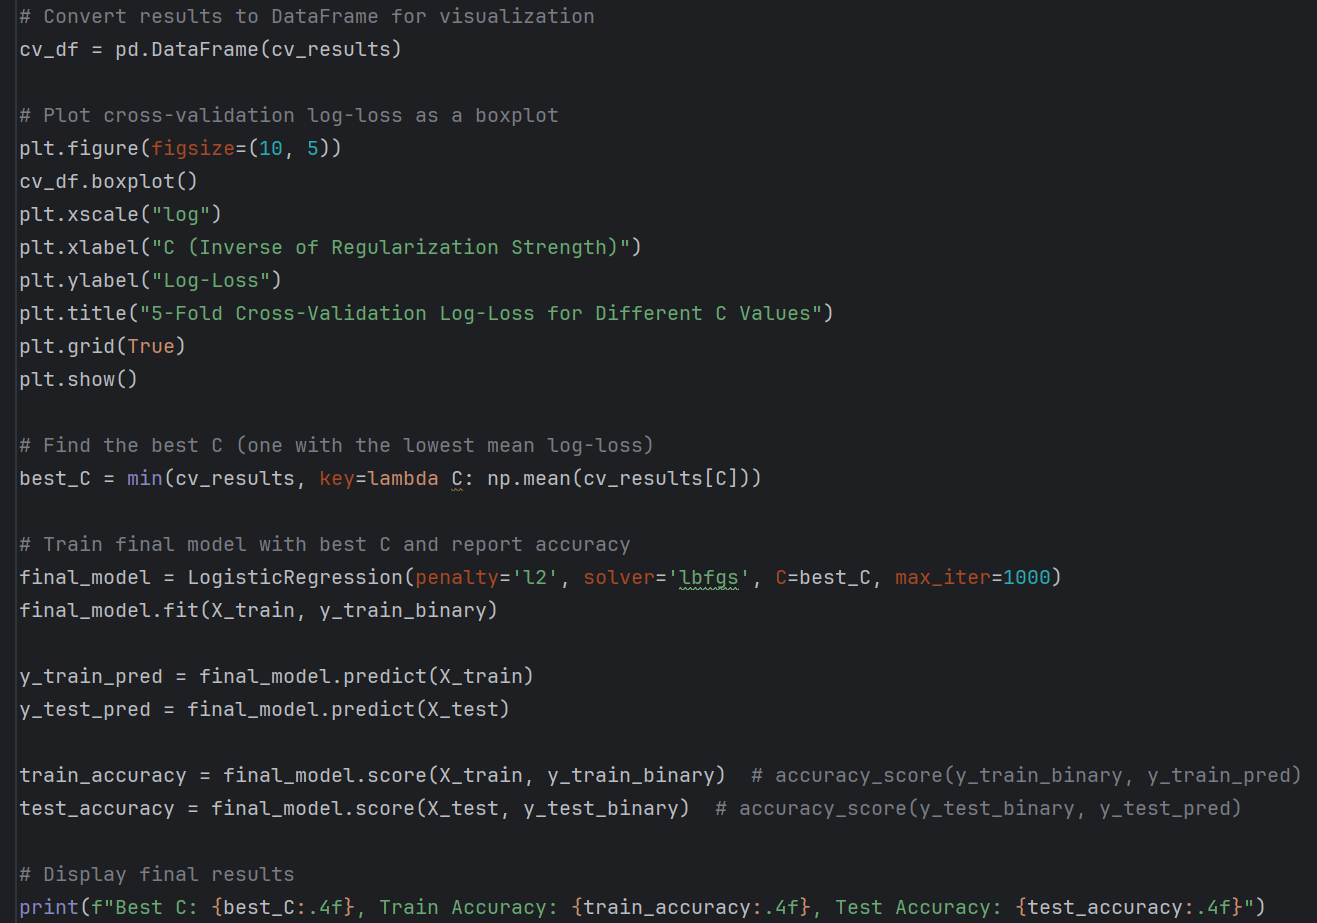 # Convert results to DataFrame for visualization
cv_df = pd.DataFrame(cv_results)
# Plot cross-validation log-loss as a boxplot
plt.figure(figsize=(10, 5))
cv_df.boxplot()
plt.xscale("log")
plt.xlabel("C (Inverse of Regularization Strength)")
plt.ylabel("Log-Loss")
plt.title("5-Fold Cross-Validation Log-Loss for Different C Values")
plt.grid(True)
plt.show()
# Find the best C (one with the lowest mean log-loss)
best_C = min(cv_results, key=lambda C: np.mean(cv_results[C]))
# Train final model with best C and report accuracy
final_model = LogisticRegression(penalty='l2', solver='lbfgs', C=best_C, max_iter=1000)
final_model.fit(X_train, y_train_binary)
y_train_pred = final_model.predict(X_train)
y_test_pred = final_model.predict(X_test)
train_accuracy = final_model.score(X_train, y_train_binary)  # accuracy_score(y_train_binary, y_train_pred)
test_accuracy = final_model.score(X_test, y_test_binary)  # accuracy_score(y_test_binary, y_test_pred)
# Display final results
print(f"Best C: {best_C:.4f}, Train Accuracy: {train_accuracy:.4f}, Test Accuracy: {test_accuracy:.4f}")